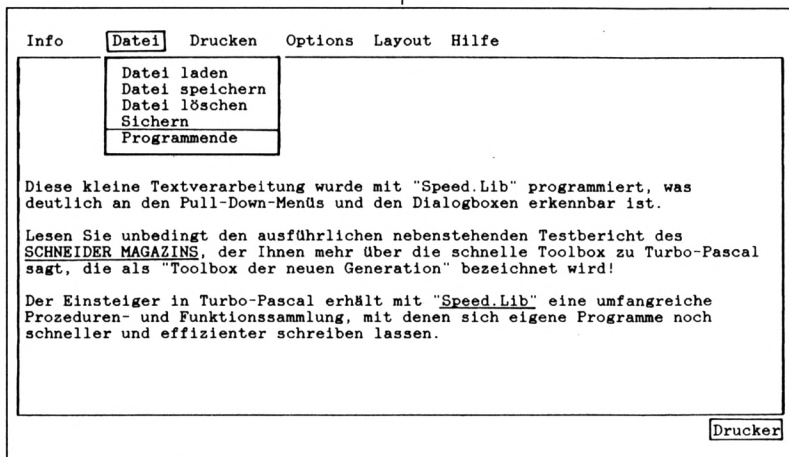 Info Datei Drucken Options Layout Hilfe
Datei laden
Datei speichern
Datei löschen
Sichern
Programmende
Diese kleine Textverarbeitung wurde mit "Speed.Lib" programmiert, was
deutlich an den Pull-Down-Menüs und den Dialogboxen erkennbar ist.
Lesen Sie unbedingt den ausführlichen nebenstehenden Testbericht des
SCHNEIDER MAGAZINS, der Ihnen mehr über die schnelle Toolbox zu Turbo-Pascal
sagt, die als "Toolbox der neuen Generation" bezeichnet wird!
Der Einsteiger in Turbo-Pascal erhält mit "Speed.Lib" eine umfangreiche
Prozeduren- und Funktionssammlung, mit denen sich eigene Programme noch
schneller und effizienter schreiben lassen.
Drucker